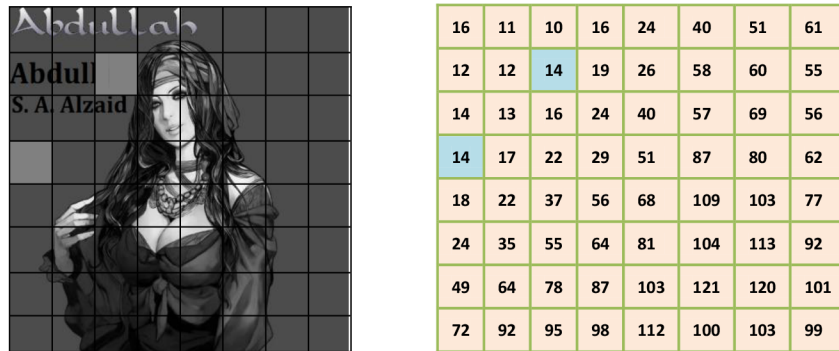 Abdullah
Abdull
S. A. Alzaid
16 11 10 16 24 40 51 61
12 12 14 19 26 58 60 55
14 13 16 24 40 57 69 56
14 17 22 29 51 87 80 62
18 22 37 56 68 109 103 77
24 35 55 64 81 104 113 92
49 64 78 87 103 121 120 101
72 92 95 98 112 100 103 99